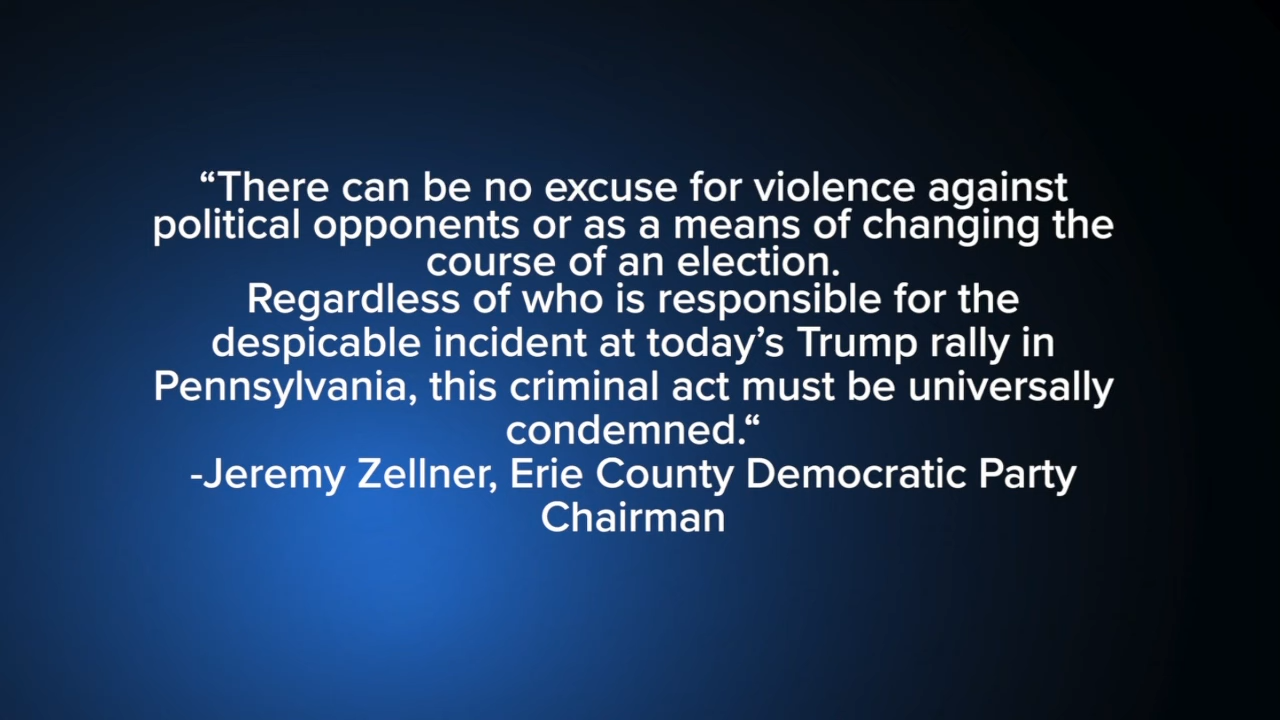 “There can be no excuse for violence against
political opponents or as a means of changing the
course of an election.
Regardless of who is responsible for the
despicable incident at today’s Trump rally in
Pennsylvania, this criminal act must be universally
condemned.“
-Jeremy Zellner, Erie County Democratic Party
Chairman